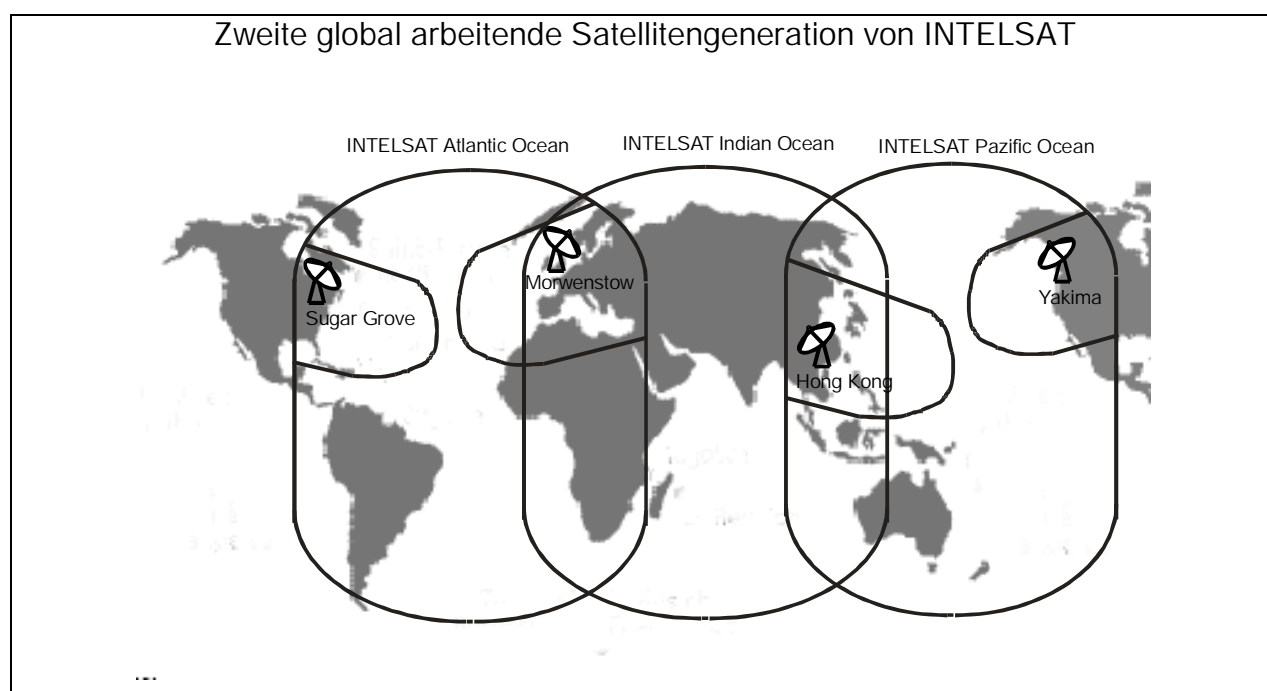 Zweite global arbeitende Satellitengeneration von INTELSAT
INTELSAT Atlantic Ocean
INTELSAT Indian Ocean
INTELSAT Pazific Ocean
Morwenstow
Sugar Grove
Yakima
Hong Kong